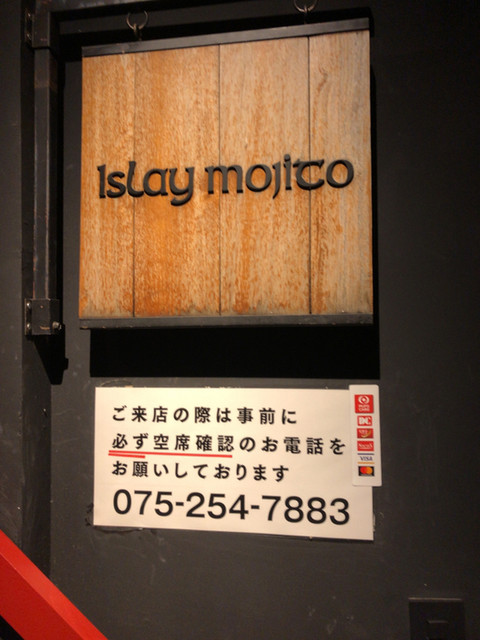 Islay mojito
ご来店の際は事前に
必ず空席確認のお電話を
お願いしております
075-254-7883
DC
VISA